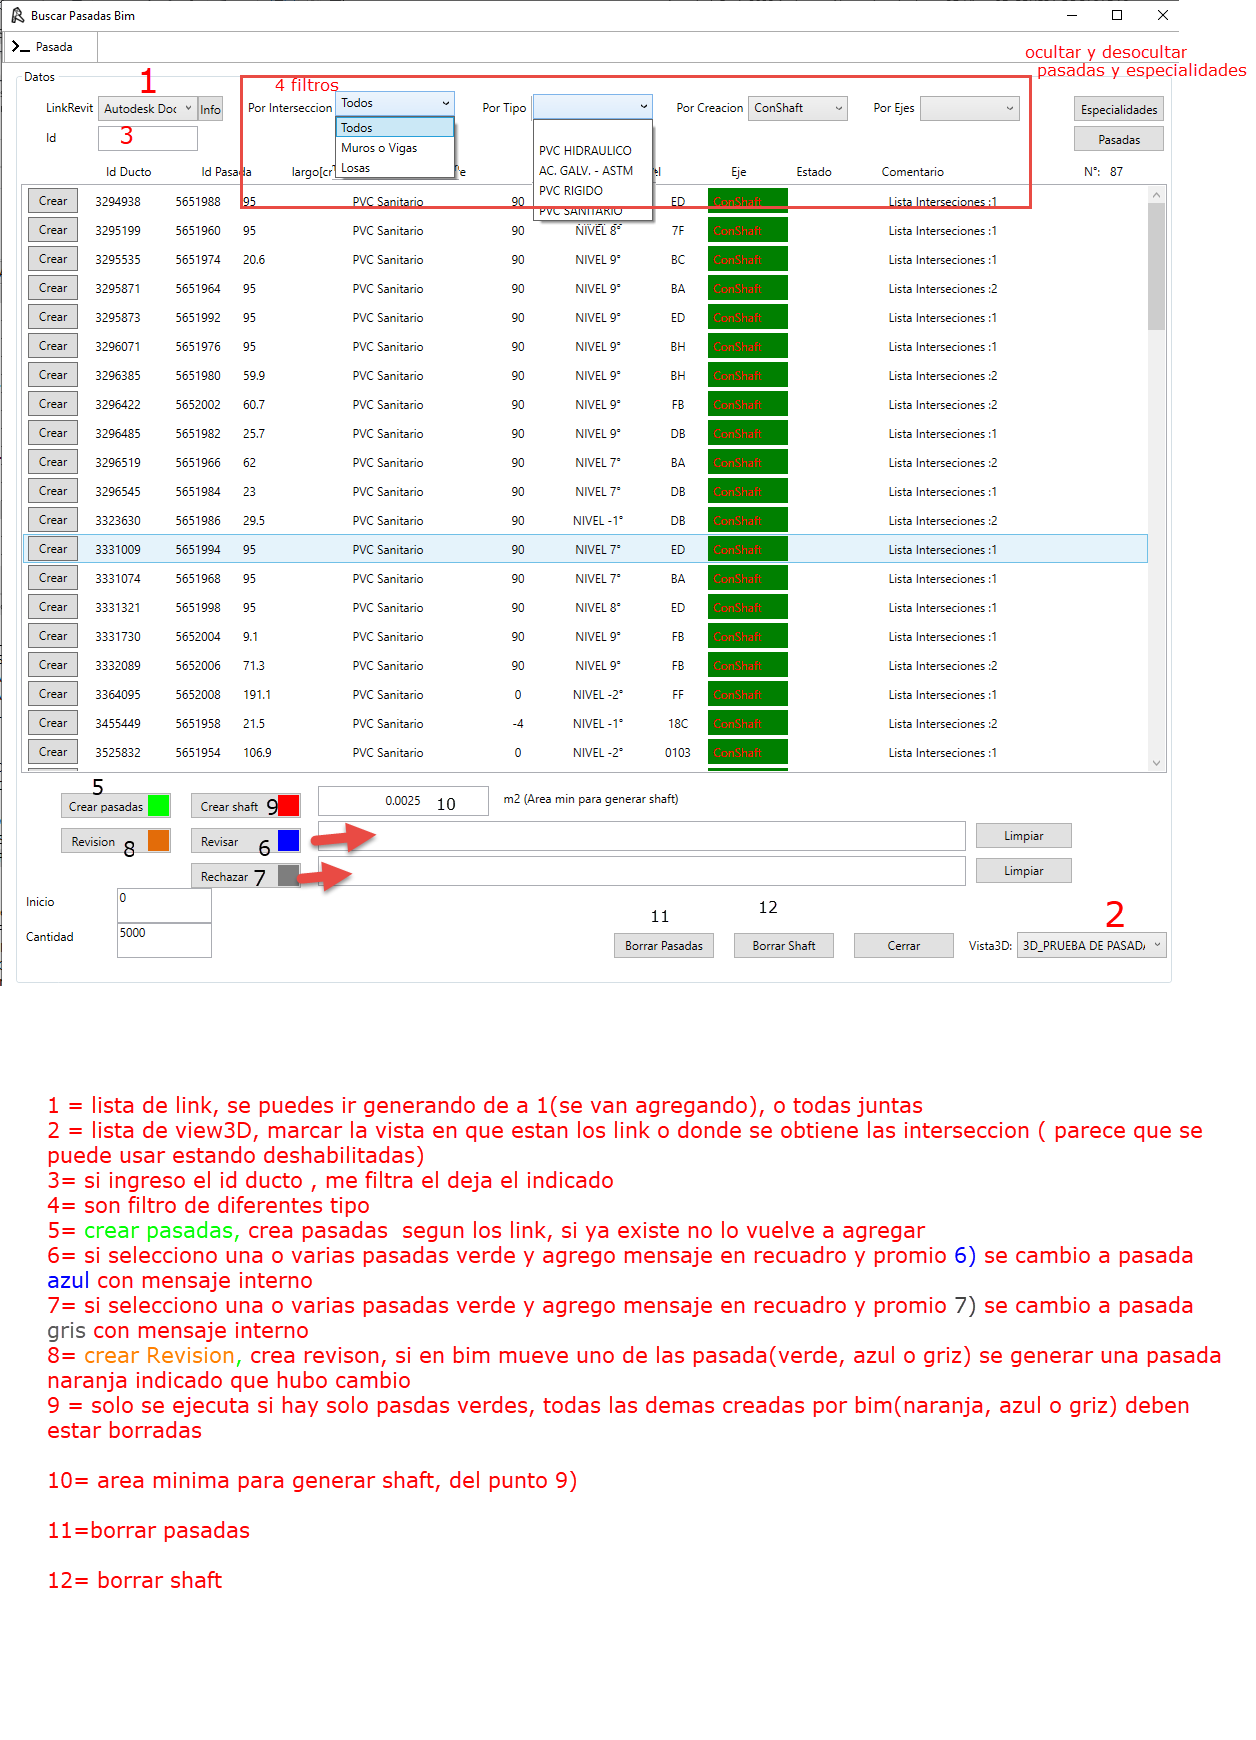 Buscar Pasadas Bim
Pasada
ocultar y desocultar
pasadas y especialidades
Datos
1
4 filtros
LinkRevit Autodesk Doc Info Por Interseccion Todos Por Tipo Por Creacion ConShaft Por Ejes Especialidades
Todos
Muros o Vigas
Losas
PVC HIDRAULICO
AC. GALV. - ASTM
PVC RIGIDO
PVC SANITARIO
Id 3 Pasadas
Id Ducto Id Pasada largo[cr e el Eje Estado Comentario N°: 87
Crear 3294938 5651988 95 PVC Sanitario 90 ED ConShaft Lista Interseciones :1
Crear 3295199 5651960 95 PVC Sanitario 90 NIVEL 8° 7F ConShaft Lista Interseciones :1
Crear 3295535 5651974 20.6 PVC Sanitario 90 NIVEL 9° BC ConShaft Lista Interseciones :1
Crear 3295871 5651964 95 PVC Sanitario 90 NIVEL 9° BA ConShaft Lista Interseciones :2
Crear 3295873 5651992 95 PVC Sanitario 90 NIVEL 9° ED ConShaft Lista Interseciones :1
Crear 3296071 5651976 95 PVC Sanitario 90 NIVEL 9° BH ConShaft Lista Interseciones :1
Crear 3296385 5651980 59.9 PVC Sanitario 90 NIVEL 9° BH ConShaft Lista Interseciones :2
Crear 3296422 5652002 60.7 PVC Sanitario 90 NIVEL 9° FB ConShaft Lista Interseciones :2
Crear 3296485 5651982 25.7 PVC Sanitario 90 NIVEL 9° DB ConShaft Lista Interseciones :1
Crear 3296519 5651966 62 PVC Sanitario 90 NIVEL 7° BA ConShaft Lista Interseciones :2
Crear 3296545 5651984 23 PVC Sanitario 90 NIVEL 7° DB ConShaft Lista Interseciones :1
Crear 3323630 5651986 29.5 PVC Sanitario 90 NIVEL -1° DB ConShaft Lista Interseciones :2
Crear 3331009 5651994 95 PVC Sanitario 90 NIVEL 7° ED ConShaft Lista Interseciones :1
Crear 3331074 5651968 95 PVC Sanitario 90 NIVEL 7° BA ConShaft Lista Interseciones :1
Crear 3331321 5651998 95 PVC Sanitario 90 NIVEL 8° ED ConShaft Lista Interseciones :1
Crear 3331730 5652004 9.1 PVC Sanitario 90 NIVEL 9° FB ConShaft Lista Interseciones :1
Crear 3332089 5652006 71.3 PVC Sanitario 90 NIVEL 9° FB ConShaft Lista Interseciones :2
Crear 3364095 5652008 191.1 PVC Sanitario 0 NIVEL -2° FF ConShaft Lista Interseciones :1
Crear 3455449 5651958 21.5 PVC Sanitario -4 NIVEL -1° 18C ConShaft Lista Interseciones :2
Crear 3525832 5651954 106.9 PVC Sanitario 0 NIVEL -2° 0103 ConShaft Lista Interseciones :1
5
Crear pasadas Crear shaft 9 0.0025 10 m2 (Area min para generar shaft)
Revision 8 Revisar 6 Limpiar
Rechazar 7 Limpiar
Inicio 0
Cantidad 5000
11 12 2
Borrar Pasadas Borrar Shaft Cerrar Vista3D: 3D_PRUEBA DE PASADA
1 = lista de link, se puedes ir generando de a 1(se van agregando), o todas juntas
2 = lista de view3D, marcar la vista en que estan los link o donde se obtiene las interseccion ( parece que se
puede usar estando deshabilitadas)
3= si ingreso el id ducto , me filtra el deja el indicado
4= son filtro de diferentes tipo
5= crear pasadas, crea pasadas  segun los link, si ya existe no lo vuelve a agregar
6= si selecciono una o varias pasadas verde y agrego mensaje en recuadro y promio 6) se cambio a pasada
azul con mensaje interno
7= si selecciono una o varias pasadas verde y agrego mensaje en recuadro y promio 7) se cambio a pasada
gris con mensaje interno
8= crear Revision, crea revison, si en bim mueve uno de las pasada(verde, azul o griz) se generar una pasada
naranja indicado que hubo cambio
9 = solo se ejecuta si hay solo pasdas verdes, todas las demas creadas por bim(naranja, azul o griz) deben
estar borradas
10= area minima para generar shaft, del punto 9)
11=borrar pasadas
12= borrar shaft